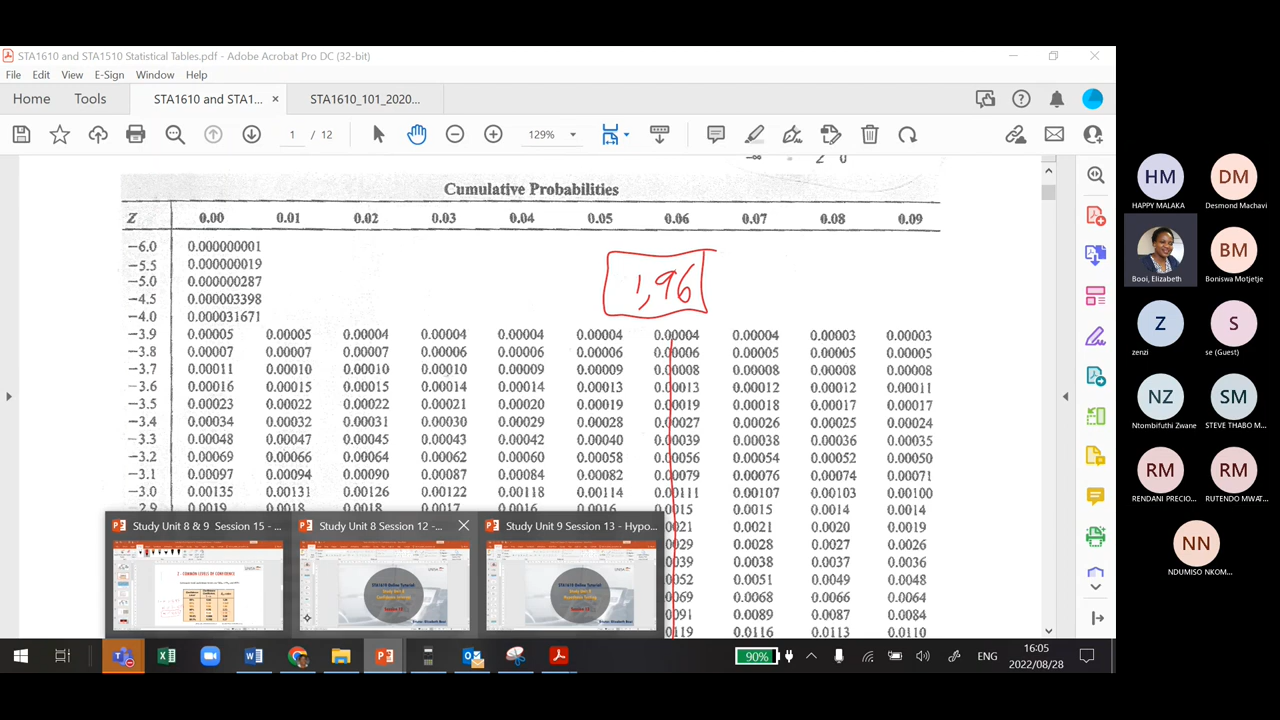 STA1610 and STA1510 Statistical Tables.pdf - Adobe Acrobat Pro DC (32-bit)
File Edit View E-Sign Window Help
Home Tools STA1610 and STA1... × STA1610_101_2020...
1 / 12 129%
Cumulative Probabilities
Z 0.00 0.01 0.02 0.03 0.04 0.05 0.06 0.07 0.08 0.09
−6.0 0.000000001
−5.5 0.000000019
−5.0 0.000000287
−4.5 0.000003398
−4.0 0.000031671
1,96
−3.9 0.00005 0.00005 0.00004 0.00004 0.00004 0.00004 0.00004 0.00004 0.00003 0.00003
−3.8 0.00007 0.00007 0.00007 0.00006 0.00006 0.00006 0.00006 0.00005 0.00005 0.00005
−3.7 0.00011 0.00010 0.00010 0.00010 0.00009 0.00009 0.00008 0.00008 0.00008 0.00008
−3.6 0.00016 0.00015 0.00015 0.00014 0.00014 0.00013 0.00013 0.00012 0.00012 0.00011
−3.5 0.00023 0.00022 0.00022 0.00021 0.00020 0.00019 0.00019 0.00018 0.00017 0.00017
−3.4 0.00034 0.00032 0.00031 0.00030 0.00029 0.00028 0.00027 0.00026 0.00025 0.00024
−3.3 0.00048 0.00047 0.00045 0.00043 0.00042 0.00040 0.00039 0.00038 0.00036 0.00035
−3.2 0.00069 0.00066 0.00064 0.00062 0.00060 0.00058 0.00056 0.00054 0.00052 0.00050
−3.1 0.00097 0.00094 0.00090 0.00087 0.00084 0.00082 0.00079 0.00076 0.00074 0.00071
−3.0 0.00135 0.00131 0.00126 0.00122 0.00118 0.00114 0.00111 0.00107 0.00103 0.00100
0.0015 0.0014 0.0014
0.0021 0.0020 0.0019
0.0028 0.0027 0.0026
0.0038 0.0037 0.0036
0.0051 0.0049 0.0048
0.0068 0.0066 0.0064
0.0089 0.0087 0.0084
0.0116 0.0113 0.0110
Study Unit 8 & 9 Session 15 - ...
Study Unit 8 Session 12 -...
Study Unit 9 Session 13 - Hypo...
90% ENG 16:05
2022/08/28
HM DM
HAPPY MALAKA Desmond Machavi
BM
Booi, Elizabeth Boniswa Motjetje
Z S
zenzi se (Guest)
NZ SM
Ntombifuthi Zwane STEVE THABO M...
RM RM
RENDANI PRECIO... RUTENDO MWAT...
NN
NDUMISO NKOM...